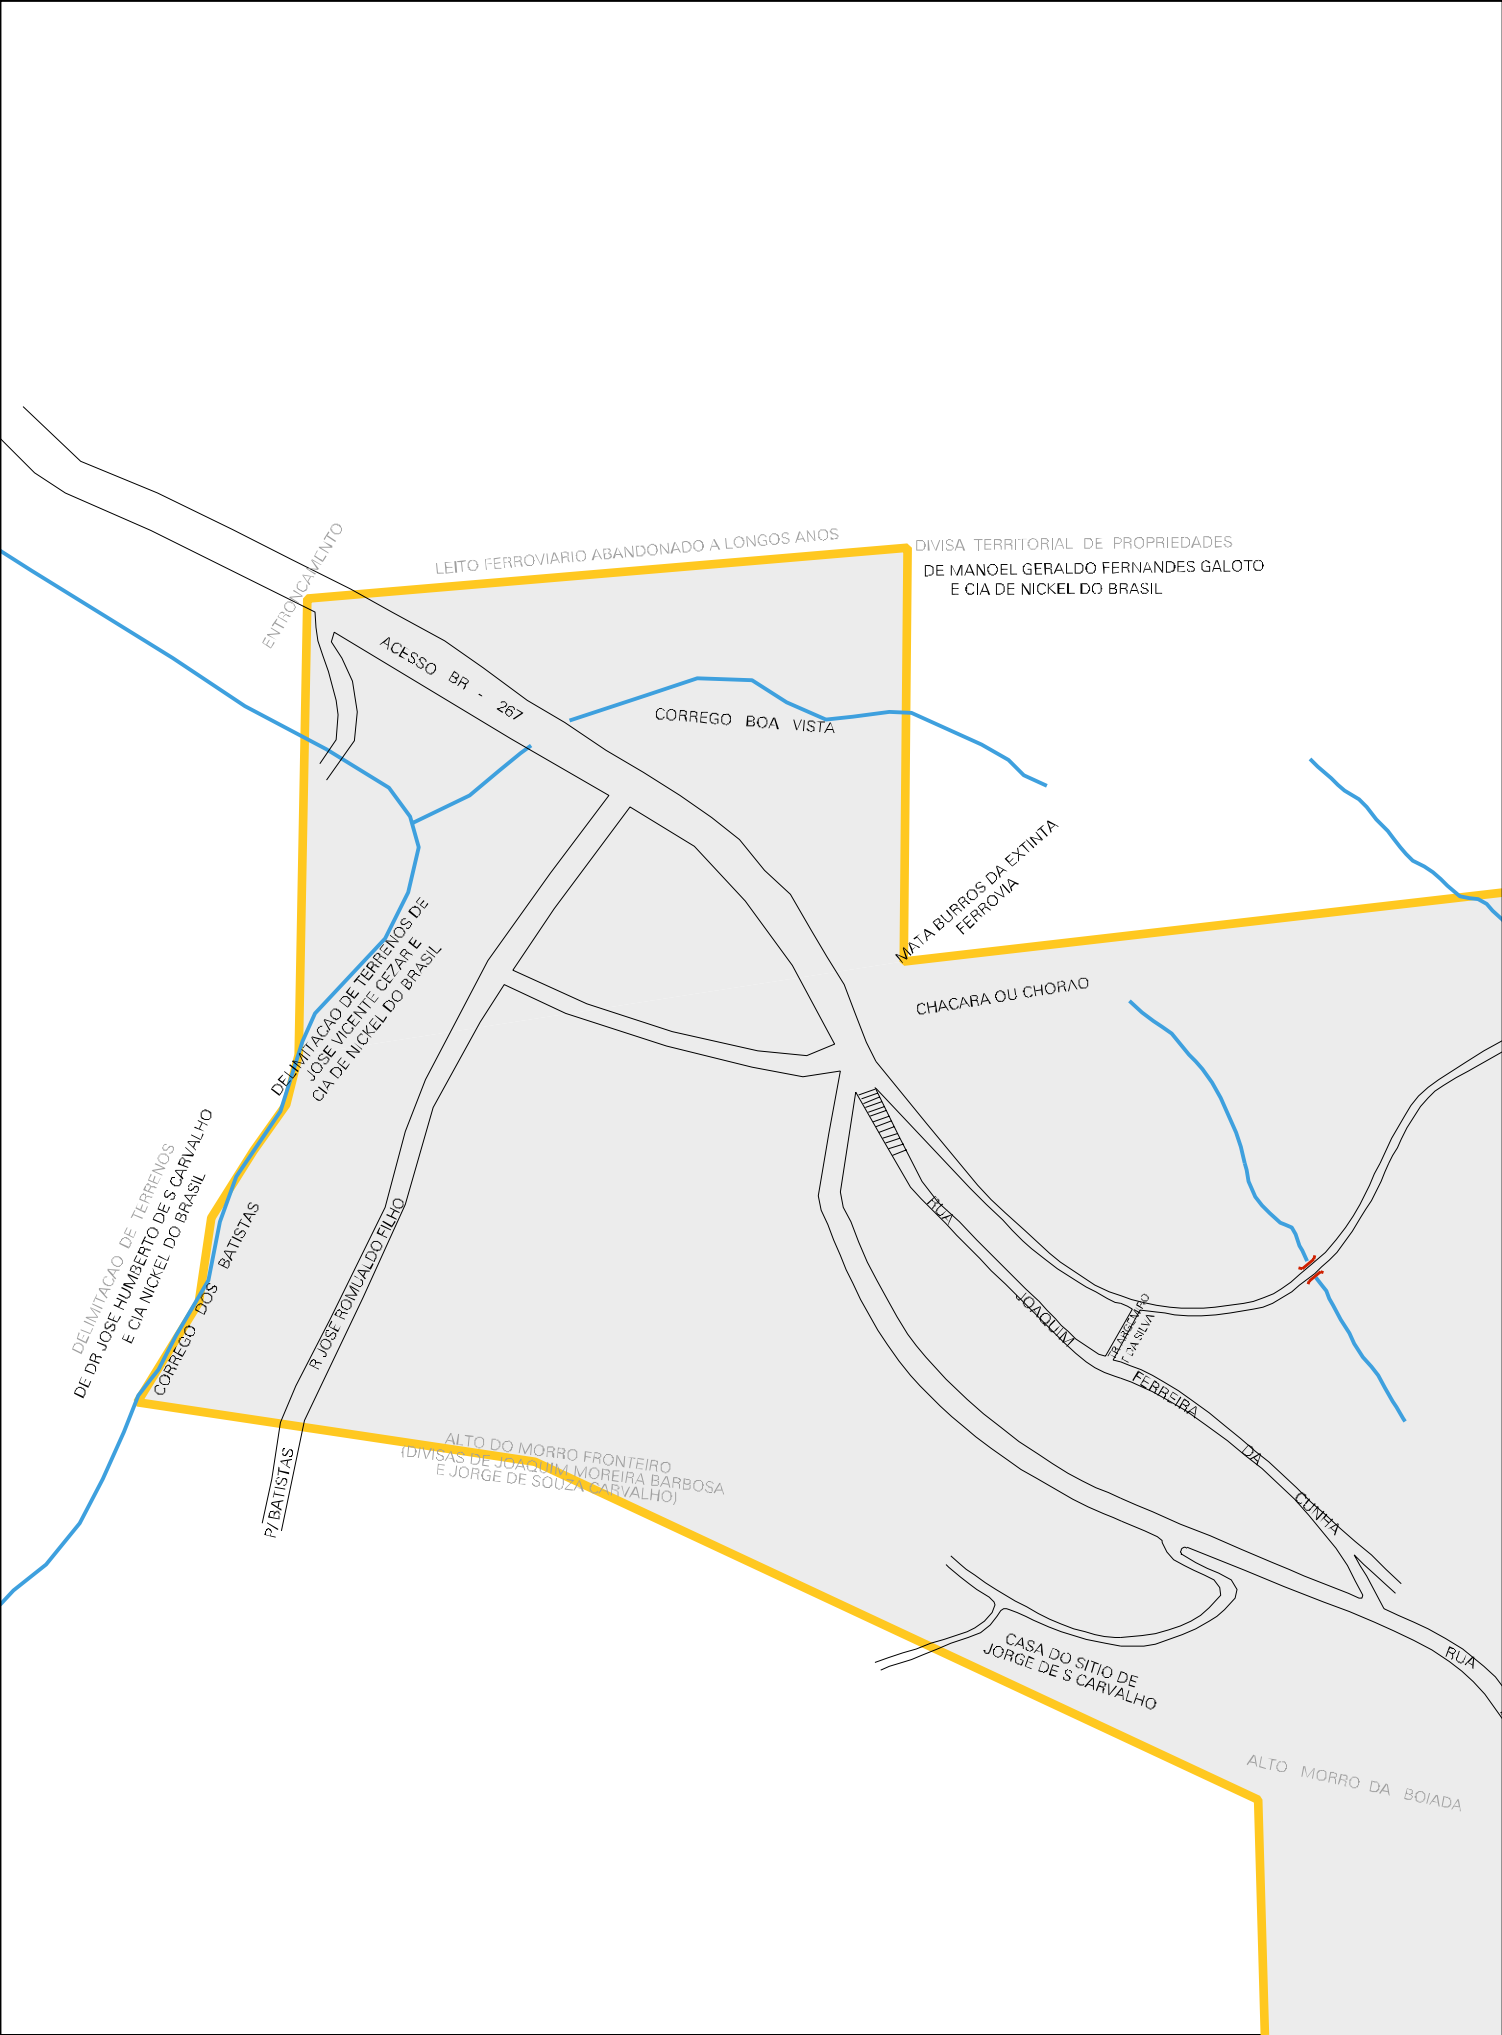 ENTRONCAMENTO
LEITO FERROVIARIO ABANDONADO A LONGOS ANOS
DIVISA TERRITORIAL DE PROPRIEDADES
DE MANOEL GERALDO FERNANDES GALOTO
E CIA DE NICKEL DO BRASIL
ACESSO BR - 267
CORREGO BOA VISTA
MATA BURROS DA EXTINTA
FERROVIA
CHACARA OU CHORAO
DELIMITACAO DE TERRENOS DE
JOSE VICENTE CEZAR E
CIA DE NICKEL DO BRASIL
DELIMITACAO DE TERRENOS
DE DR JOSE HUMBERTO DE S CARVALHO
E CIA NICKEL DO BRASIL
CORREGO DOS BATISTAS
R JOSE ROMUALDO FILHO
P/ BATISTAS
RUA JOAQUIM FERREIRA DA CUNHA
DA SILVA
ALTO DO MORRO FRONTEIRO
(DIVISAS DE JOAQUIM MOREIRA BARBOSA
E JORGE DE SOUZA CARVALHO)
CASA DO SITIO DE
JORGE DE S CARVALHO
RUA
ALTO MORRO DA BOIADA